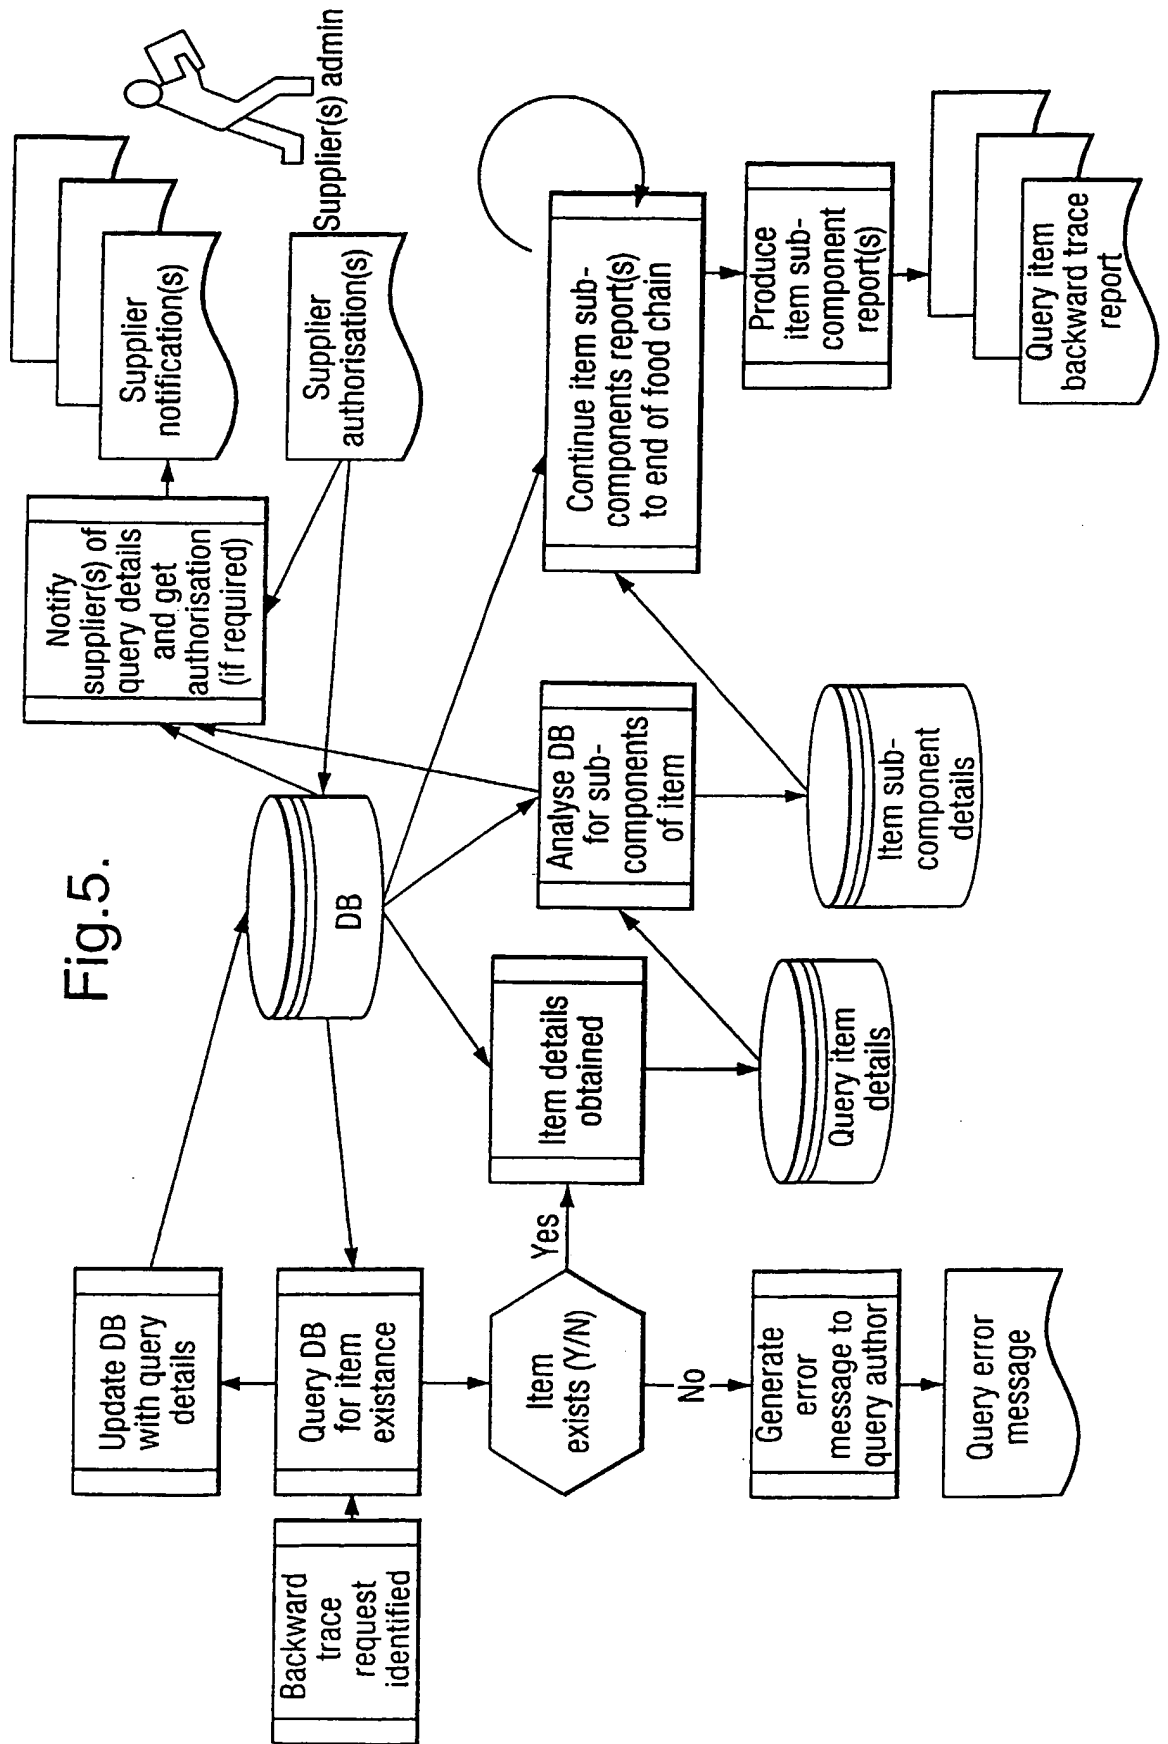 Fig.5.
Backward
trace
request
identified
Update DB
with query
details
Query DB
for item
existance
Item
exists (Y/N)
Yes
No
Generate
error
message to
query author
Query error
message
DB
Item details
obtained
Query item
details
Notify
supplier(s) of
query details
and get
authorisation
(if required)
Analyse DB
for sub-
components
of item
Item sub-
component
details
Supplier
notification(s)
Supplier
authorisation(s)
Supplier(s) admin
Continue item sub-
components report(s)
to end of food chain
Produce
item sub-
component
report(s)
Query item
backward trace
report